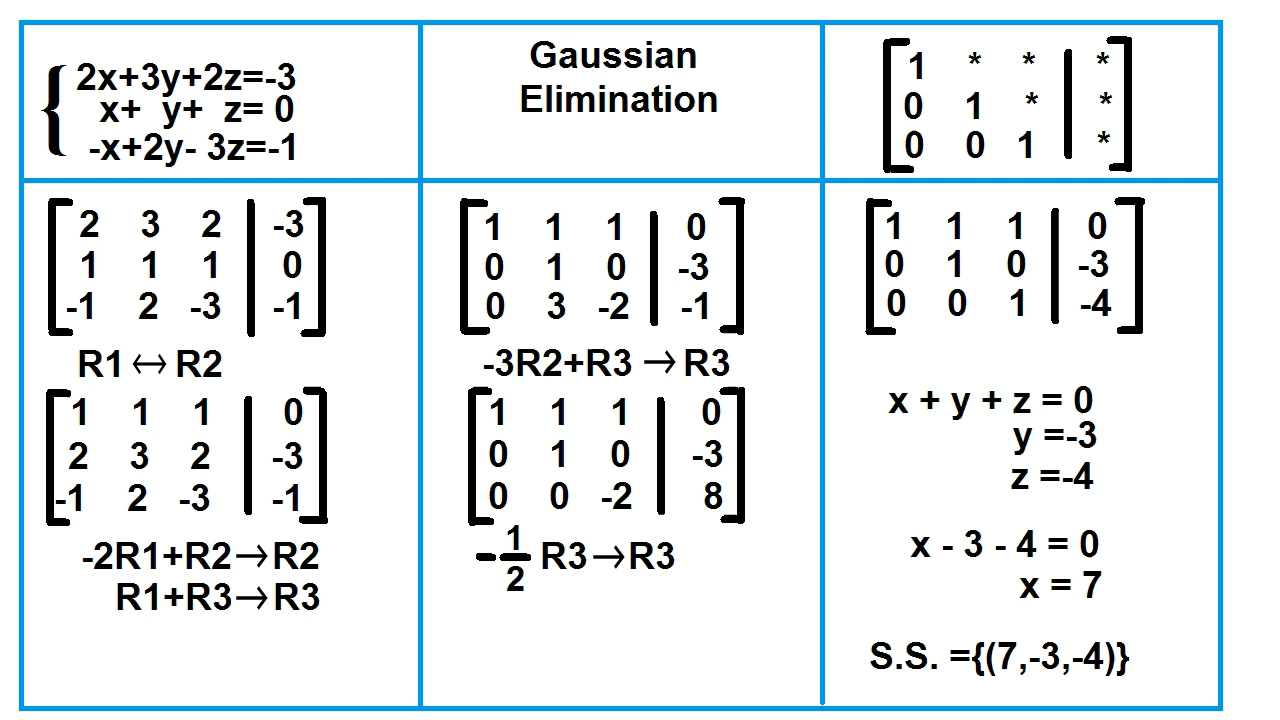 2x+3y+2z=-3
x+ y+ z= 0
-x+2y- 3z=-1
Gaussian
Elimination
1 * * | *
0 1 * | *
0 0 1 | *
2 3 2 | -3
1 1 1 | 0
-1 2 -3 | -1
R1 ↔ R2
1 1 1 | 0
2 3 2 | -3
-1 2 -3 | -1
-2R1+R2→R2
R1+R3→R3
1 1 1 | 0
0 1 0 | -3
0 3 -2 | -1
-3R2+R3 →R3
1 1 1 | 0
0 1 0 | -3
0 0 -2 | 8
-1/2 R3→R3
1 1 1 | 0
0 1 0 | -3
0 0 1 | -4
x + y + z = 0
y =-3
z =-4
x - 3 - 4 = 0
x = 7
S.S. ={(7,-3,-4)}